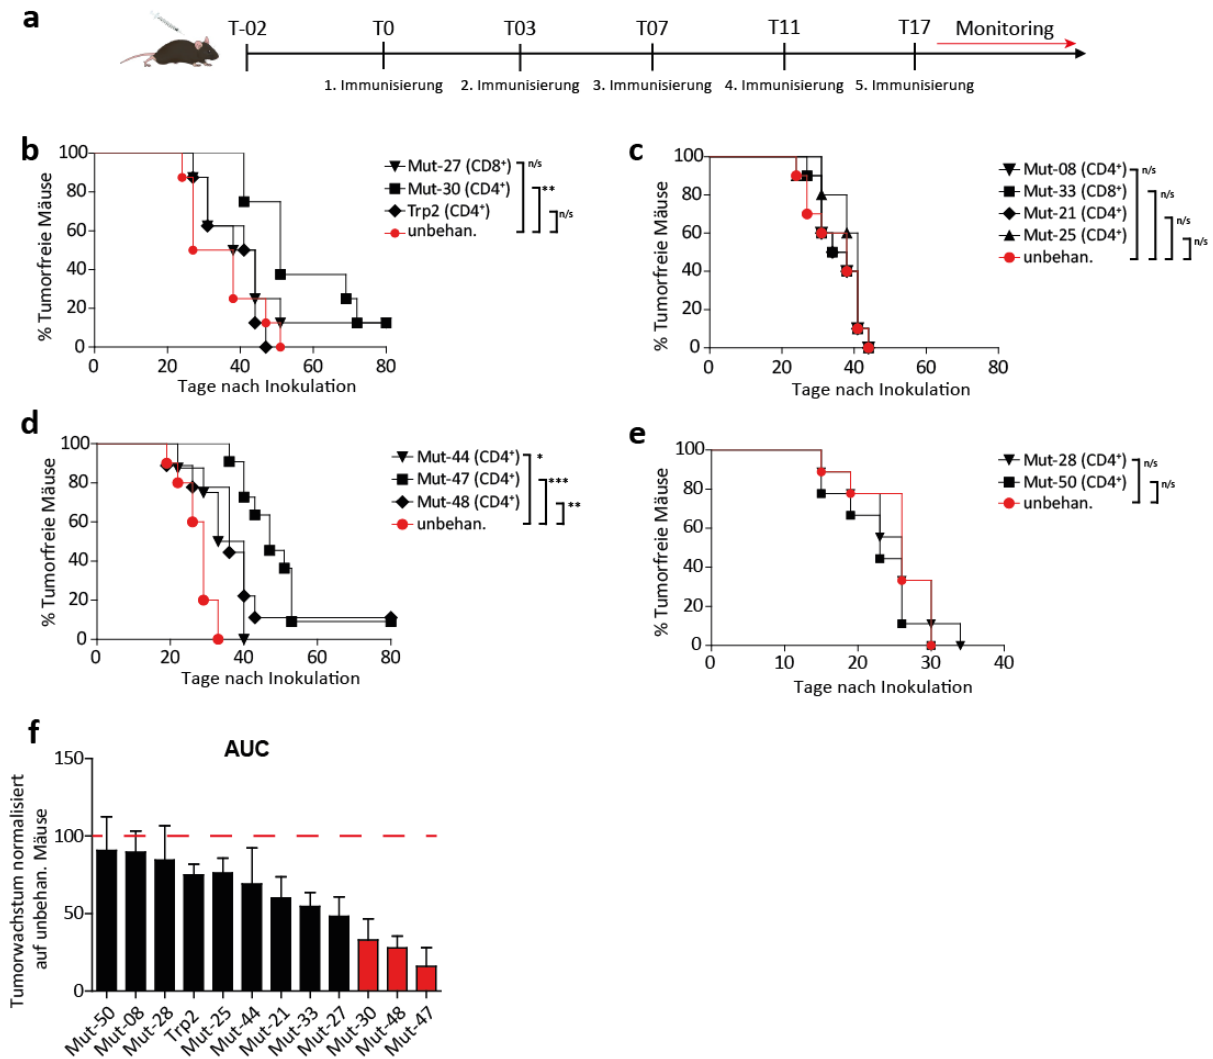 a
T-02 T0 T03 T07 T11 T17 Monitoring
1. Immunisierung 2. Immunisierung 3. Immunisierung 4. Immunisierung 5. Immunisierung
b
% Tumorfreie Mäuse
100
80
60
40
20
0
0 20 40 60 80
Tage nach Inokulation
Mut-27 (CD8+) n/s
Mut-30 (CD4+) **
Trp2 (CD4+) n/s
unbehan.
c
% Tumorfreie Mäuse
100
80
60
40
20
0
0 20 40 60 80
Tage nach Inokulation
Mut-08 (CD4+) n/s
Mut-33 (CD8+) n/s
Mut-21 (CD4+) n/s
Mut-25 (CD4+) n/s
unbehan.
d
% Tumorfreie Mäuse
100
80
60
40
20
0
0 20 40 60 80
Tage nach Inokulation
Mut-44 (CD4+) *
Mut-47 (CD4+) ***
Mut-48 (CD4+) **
unbehan.
e
% Tumorfreie Mäuse
100
80
60
40
20
0
0 10 20 30 40
Tage nach Inokulation
Mut-28 (CD4+) n/s
Mut-50 (CD4+) n/s
unbehan.
f
AUC
Tumorwachstum normalisiert
auf unbehan. Mäuse
150
100
50
0
Mut-50
Mut-08
Mut-28
Trp2
Mut-25
Mut-44
Mut-21
Mut-33
Mut-27
Mut-30
Mut-48
Mut-47